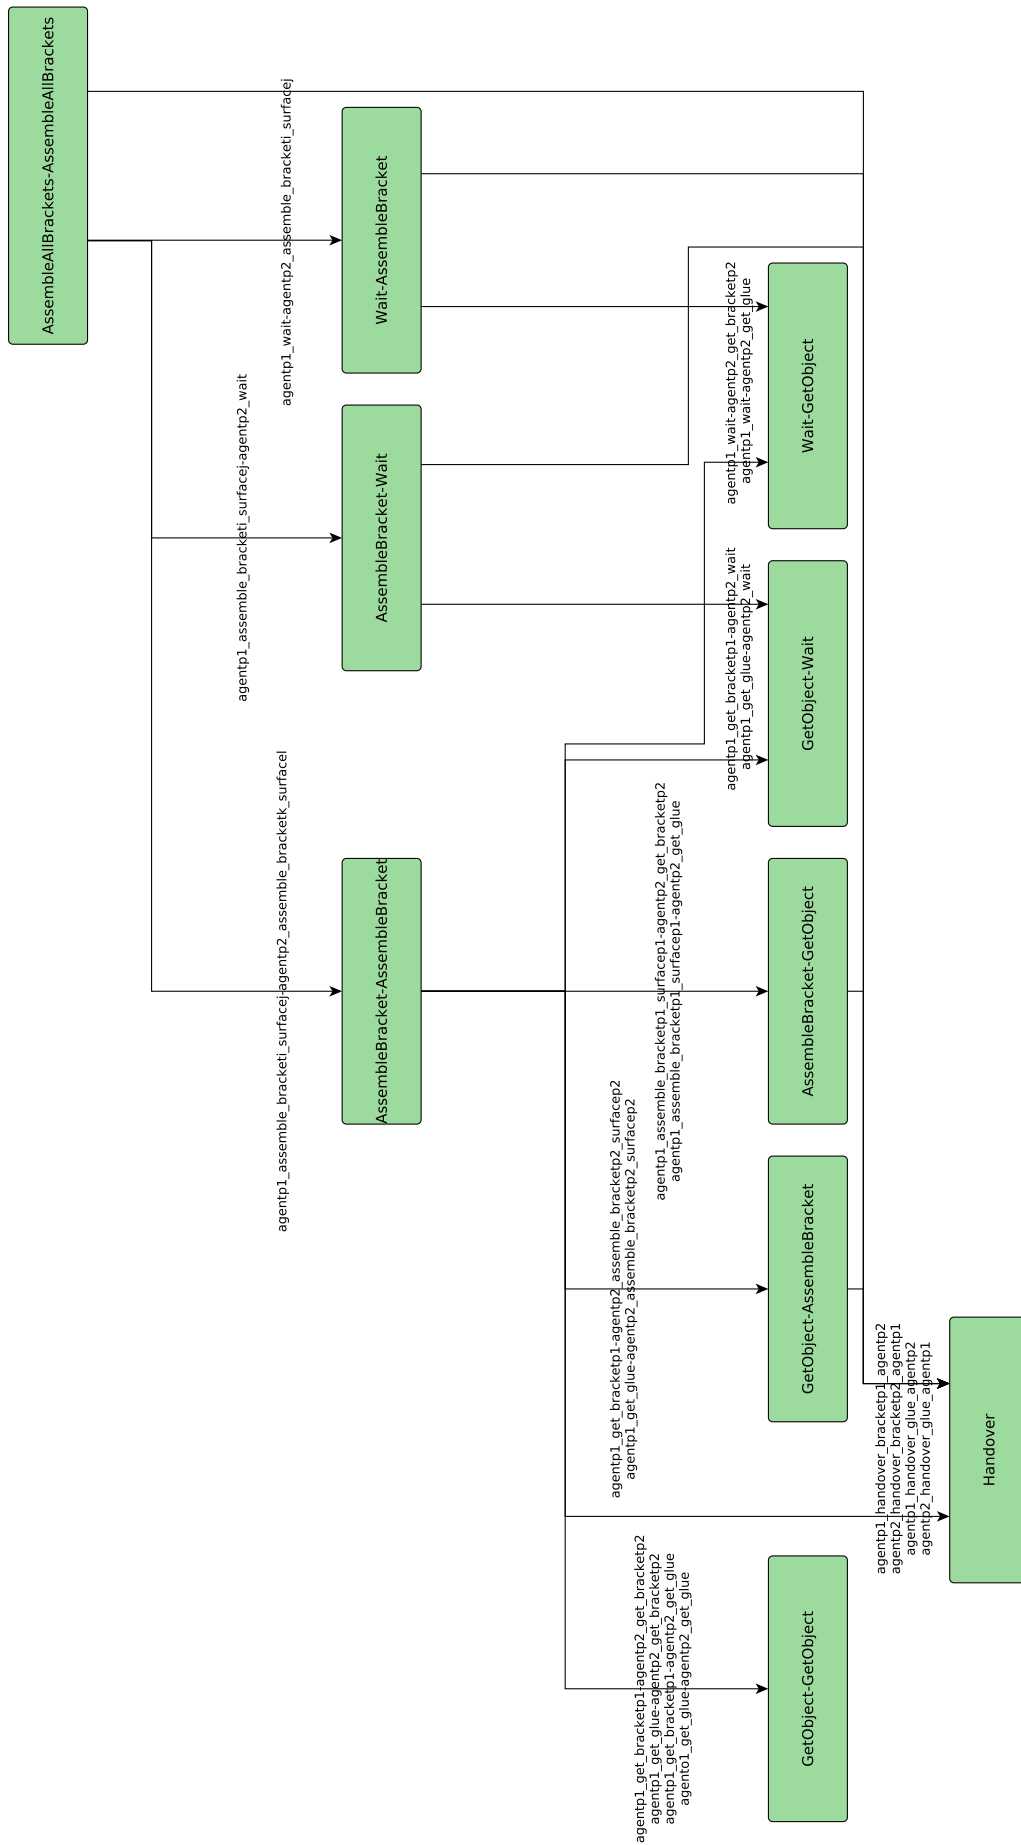 AssembleAllBrackets-AssembleAllBrackets
agentp1_wait-agentp2_assemble_bracketi_surfacej
agentp1_assemble_bracketi_surfacej-agentp2_wait
agentp1_assemble_bracketi_surfacej-agentp2_assemble_bracketk_surfacel
Wait-AssembleBracket
AssembleBracket-Wait
AssembleBracket-AssembleBracket
agentp1_wait-agentp2_get_bracketp2
agentp1_wait-agentp2_get_glue
agentp1_get_bracketp1-agentp2_wait
agentp1_get_glue-agentp2_wait
agentp1_assemble_bracketp1_surfacep1-agentp2_get_bracketp2
agentp1_assemble_bracketp1_surfacep1-agentp2_get_glue
agentp1_get_bracketp1-agentp2_assemble_bracketp2_surfacep2
agentp1_get_glue-agentp2_assemble_bracketp2_surfacep2
agentp1_get_bracketp1-agentp2_get_bracketp2
agentp1_get_glue-agentp2_get_bracketp2
agentp1_get_bracketp1-agentp2_get_glue
agento1_get_glue-agentp2_get_glue
Wait-GetObject
GetObject-Wait
AssembleBracket-GetObject
GetObject-AssembleBracket
GetObject-GetObject
agentp1_handover_bracketp1_agentp2
agentp2_handover_bracketp2_agentp1
agentp1_handover_glue_agentp2
agentp2_handover_glue_agentp1
Handover